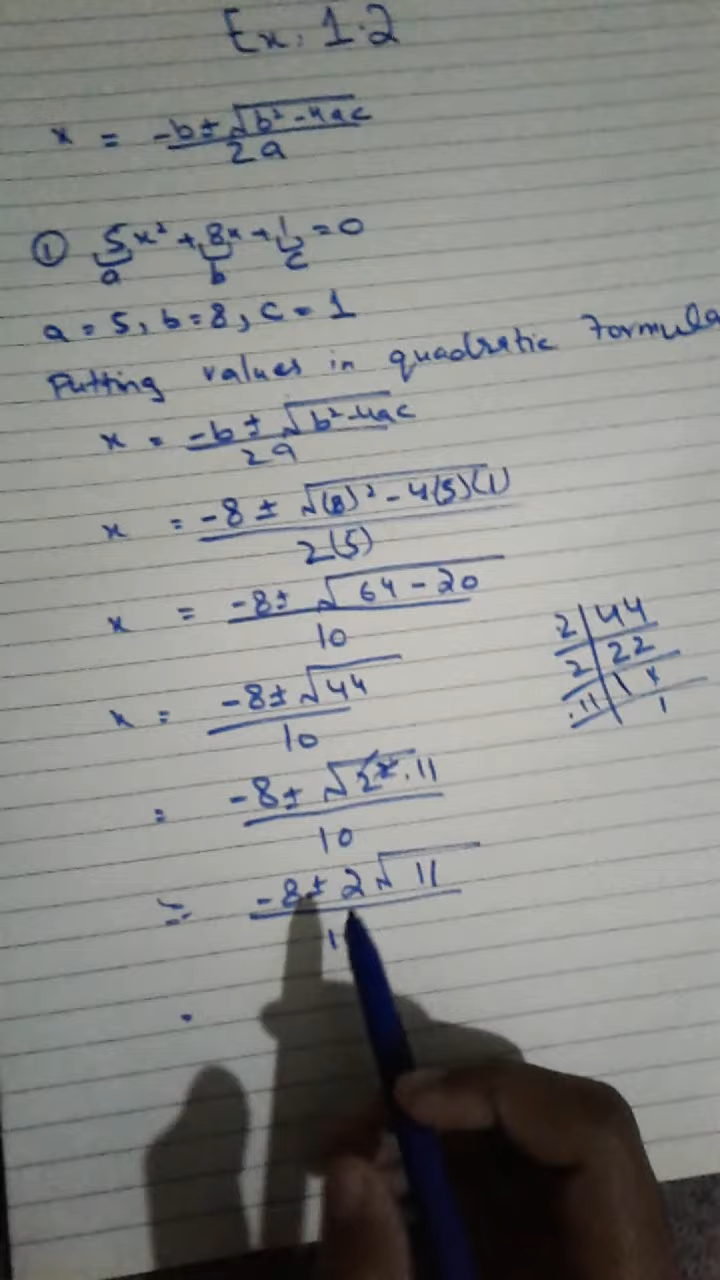 Ex. 1.2
x = -b ± √b² - 4ac / 2a
① 5x² + 8x + 1 = 0
a b c
a = 5, b = 8, c = 1
Putting values in quadratic Formula
x = -b ± √b² - 4ac / 2a
x = -8 ± √(8)² - 4(5)(1) / 2(5)
x = -8 ± √64 - 20 / 10
x = -8 ± √44 / 10
2 | 44
2 | 22
11 | 11
1
= -8 ± √2² . 11 / 10
= -8 ± 2√11